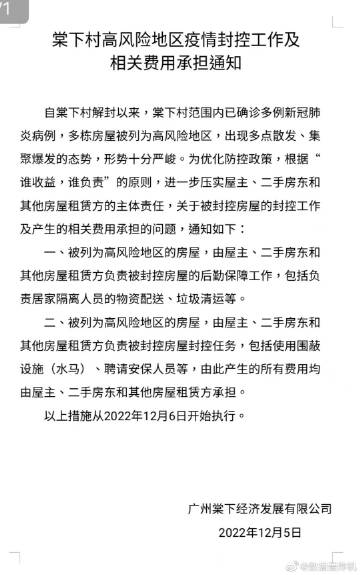 /1
棠下村高风险地区疫情封控工作及
相关费用承担通知
自棠下村解封以来，棠下村范围内已确诊多例新冠肺
炎病例，多栋房屋被列为高风险地区，出现多点散发、集
聚爆发的态势，形势十分严峻。为优化防控政策，根据“
谁收益，谁负责”的原则，进一步压实屋主、二手房东和
其他房屋租赁方的主体责任，关于被封控房屋的封控工作
及产生的相关费用承担的问题，通知如下：
一、被列为高风险地区的房屋，由屋主、二手房东和
其他房屋租赁方负责被封控房屋的后勤保障工作，包括负
责居家隔离人员的物资配送、垃圾清运等。
二、被列为高风险地区的房屋，由屋主、二手房东和
其他房屋租赁方负责被封控房屋封控任务，包括使用围蔽
设施（水马）、聘请安保人员等，由此产生的所有费用均
由屋主、二手房东和其他房屋租赁方承担。
以上措施从2022年12月6日开始执行。
广州棠下经济发展有限公司
2022年12月5日